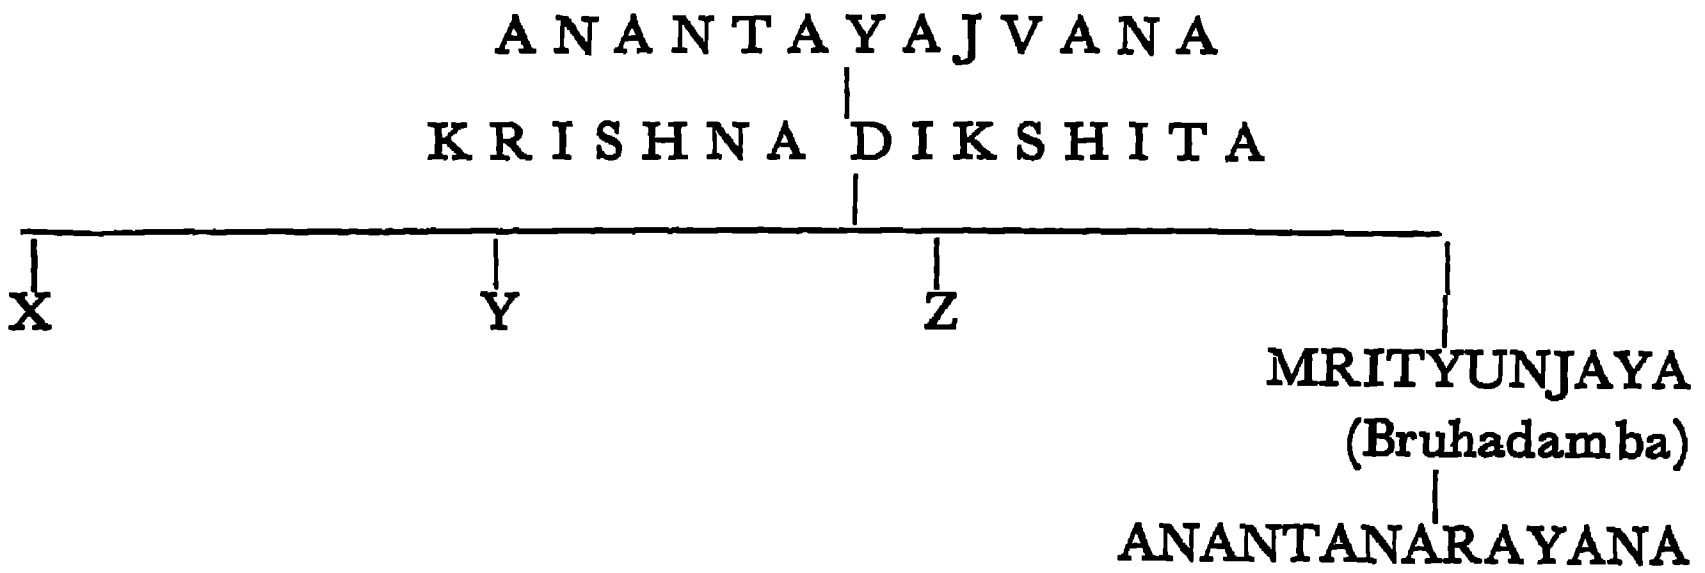 ANANTAYAJVANA
KRISHNA DIKSHITA
X Y Z
MRITYUNJAYA
(Bruhadamba)
ANANTANARAYANA